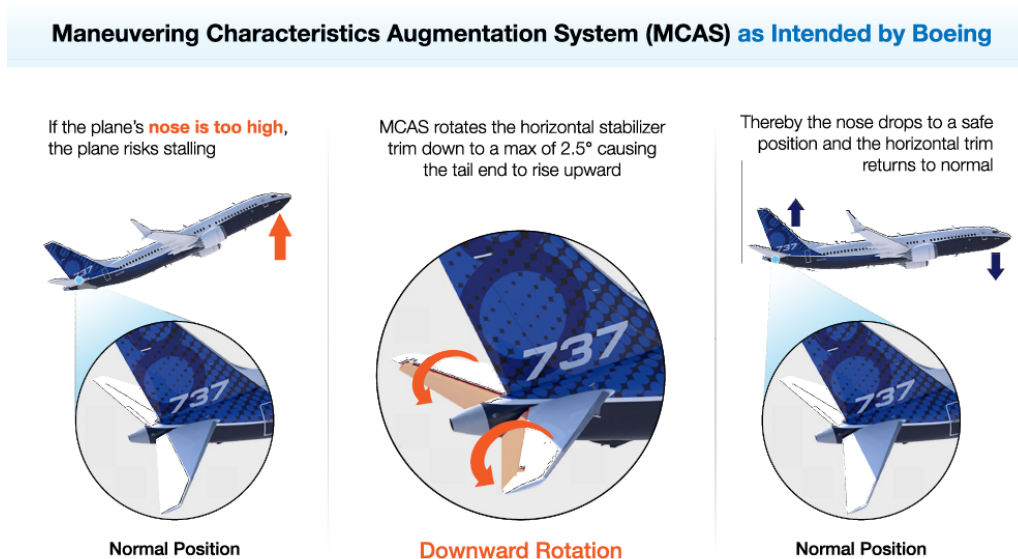 Maneuvering Characteristics Augmentation System (MCAS) as Intended by Boeing
If the plane's nose is too high,
the plane risks stalling
737
737
Normal Position
MCAS rotates the horizontal stabilizer
trim down to a max of 2.5° causing
the tail end to rise upward
737
Downward Rotation
Thereby the nose drops to a safe
position and the horizontal trim
returns to normal
737
737
Normal Position